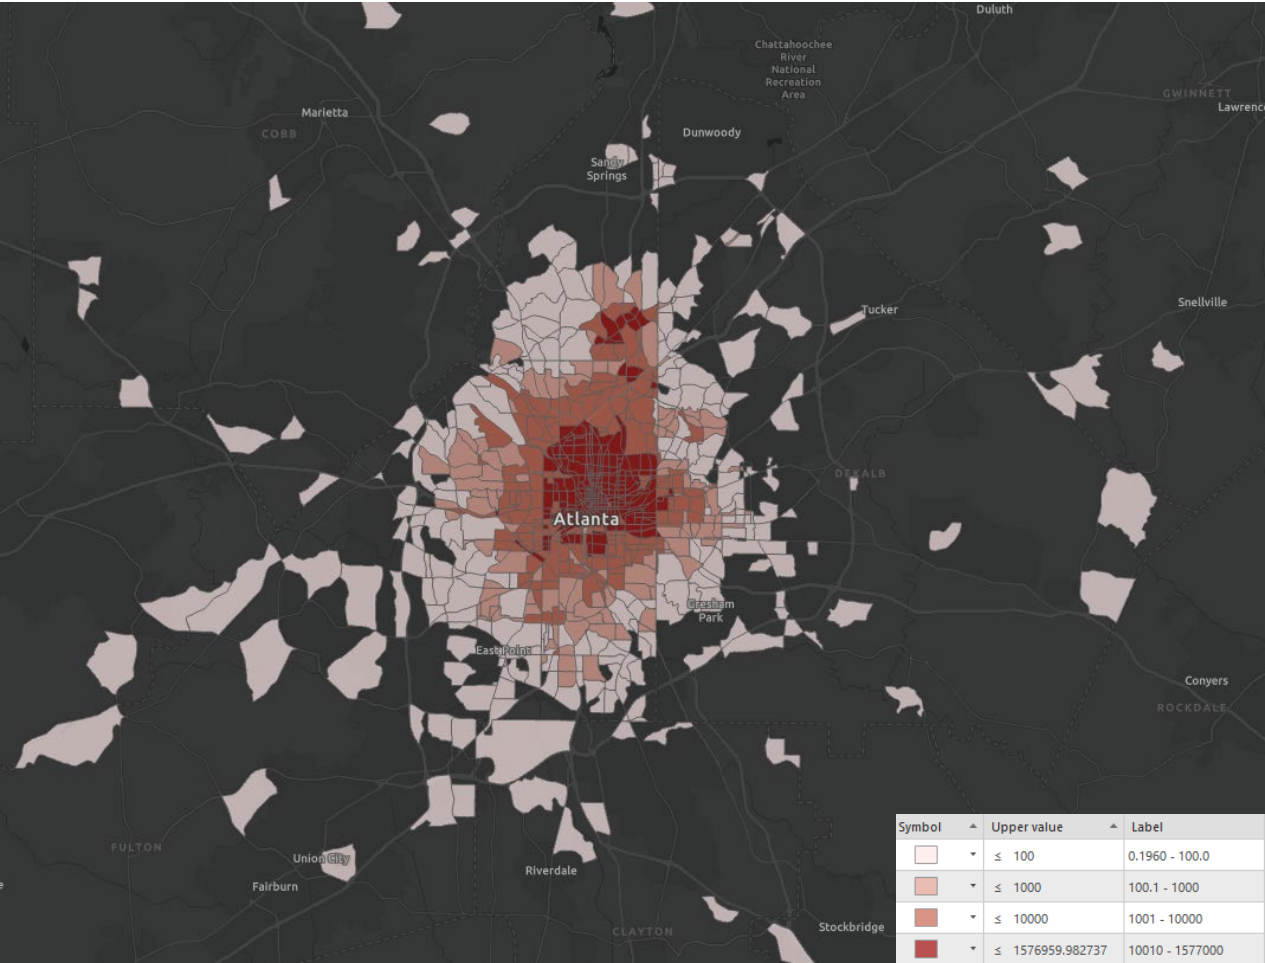 Duluth
Chattahoochee
River
National
Recreation
Area
GWINNETT
Lawrenc
Marietta
COBB
Dunwoody
Sandy
Springs
Snellville
Tucker
DEKALB
Atlanta
Gresham
Park
East Point
Conyers
ROCKDALE
FULTON
Union City
Fairburn
Riverdale
CLAYTON
Stockbridge
e
Symbol Upper value Label
≤ 100 0.1960 - 100.0
≤ 1000 100.1 - 1000
≤ 10000 1001 - 10000
≤ 1576959.982737 10010 - 1577000